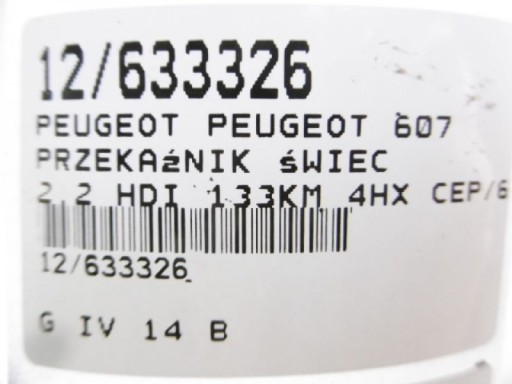 12/633326
PEUGEOT PEUGEOT 607
PRZEKAźNIK śWIEC
2.2 HDI 133KM 4HX CEP/6
12/633326
G IV 14 B